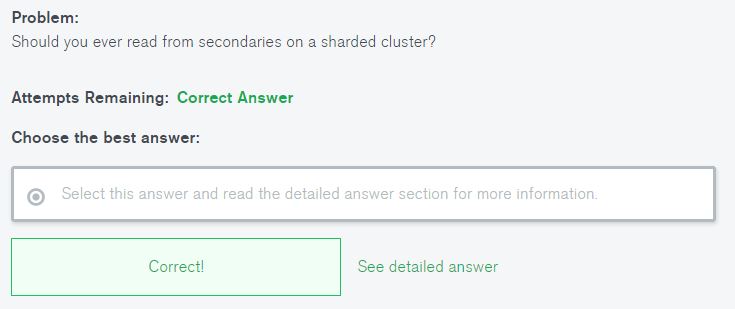 Problem:
Should you ever read from secondaries on a sharded cluster?
Attempts Remaining: Correct Answer
Choose the best answer:
Select this answer and read the detailed answer section for more information.
Correct!
See detailed answer